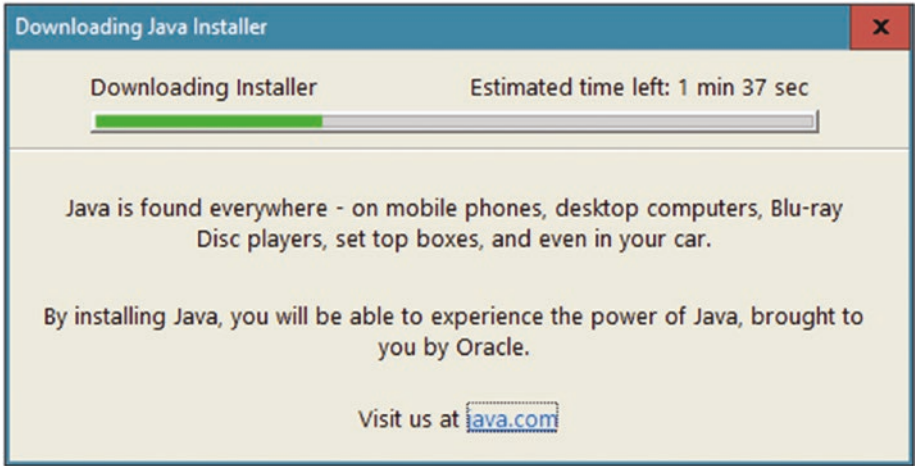 Downloading Java Installer
Downloading Installer Estimated time left: 1 min 37 sec
Java is found everywhere - on mobile phones, desktop computers, Blu-ray
Disc players, set top boxes, and even in your car.
By installing Java, you will be able to experience the power of Java, brought to
you by Oracle.
Visit us at java.com